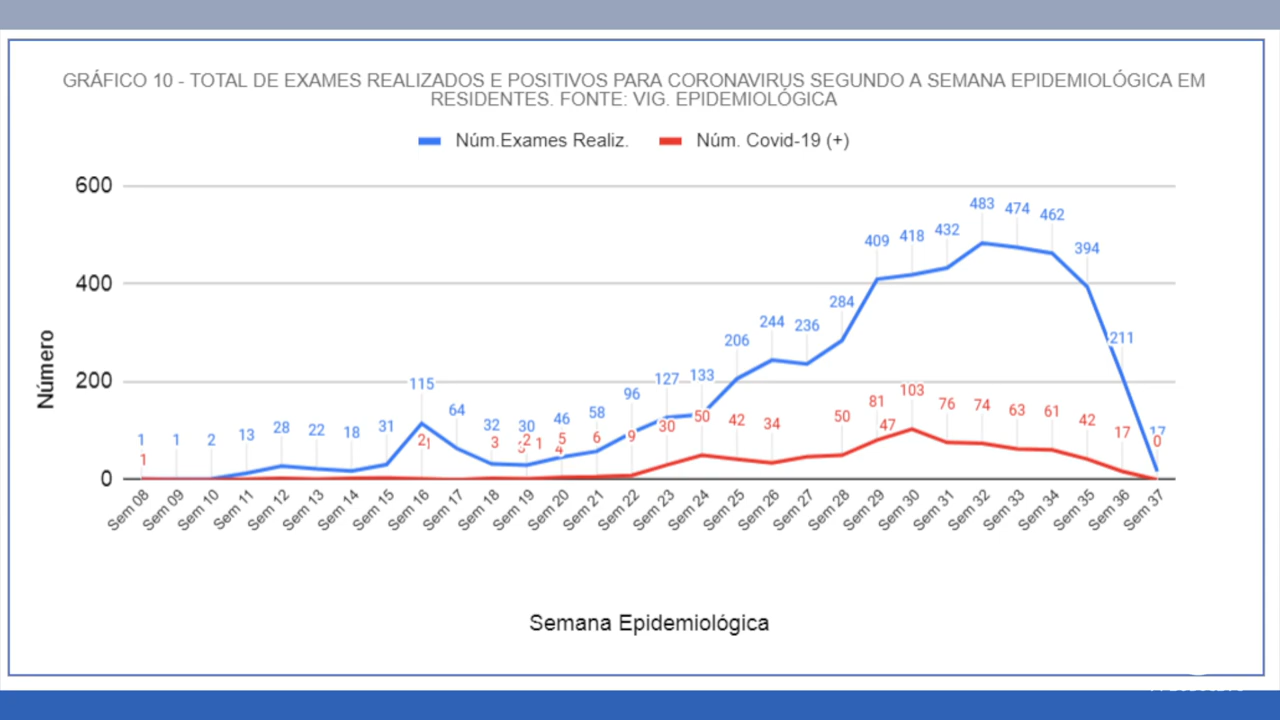 GRÁFICO 10 - TOTAL DE EXAMES REALIZADOS E POSITIVOS PARA CORONAVIRUS SEGUNDO A SEMANA EPIDEMIOLÓGICA EM
RESIDENTES. FONTE: VIG. EPIDEMIOLÓGICA
Núm.Exames Realiz. Núm. Covid-19 (+)
Número
600
400
200
0
1 1 2 13 28 22 18 31 115 64 32 30 46 58 96 127 133 206 244 236 284 409 418 432 483 474 462 394 211 17
1 2 3 2 1 4 5 6 9 30 50 42 34 50 47 81 103 76 74 63 61 42 17 0
Sem 08 Sem 09 Sem 10 Sem 11 Sem 12 Sem 13 Sem 14 Sem 15 Sem 16 Sem 17 Sem 18 Sem 19 Sem 20 Sem 21 Sem 22 Sem 23 Sem 24 Sem 25 Sem 26 Sem 27 Sem 28 Sem 29 Sem 30 Sem 31 Sem 32 Sem 33 Sem 34 Sem 35 Sem 36 Sem 37
Semana Epidemiológica